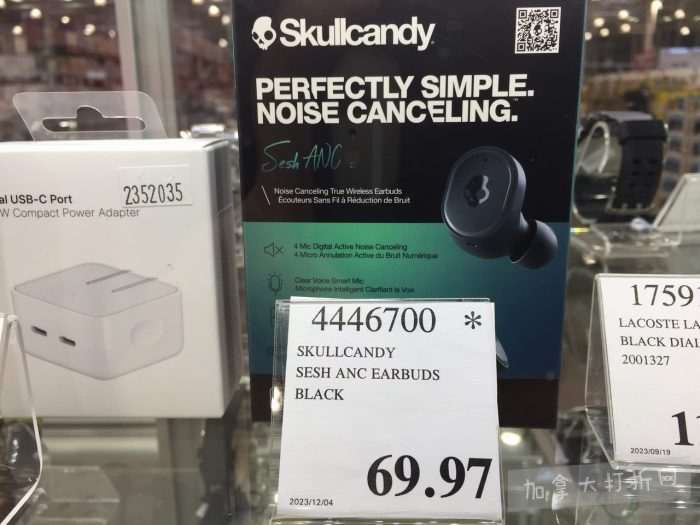 al USB-C Port
W Compact Power Adapter
2352035
Skullcandy
PERFECTLY SIMPLE.
NOISE CANCELING.™
Sesh ANC
Noise Canceling True Wireless Earbuds
Écouteurs Sans Fil à Réduction de Bruit
4 Mic Digital Active Noise Canceling
4 Micro Annulation Active du Bruit Numérique
Clear Voice Smart Mic
Microphone Intelligent Clarifiant la Voix
4446700 *
SKULLCANDY
SESH ANC EARBUDS
BLACK
69.97
2023/12/04
1759
LACOSTE LA
BLACK DIAL
2001327
1
2023/09/19
加拿大打折网